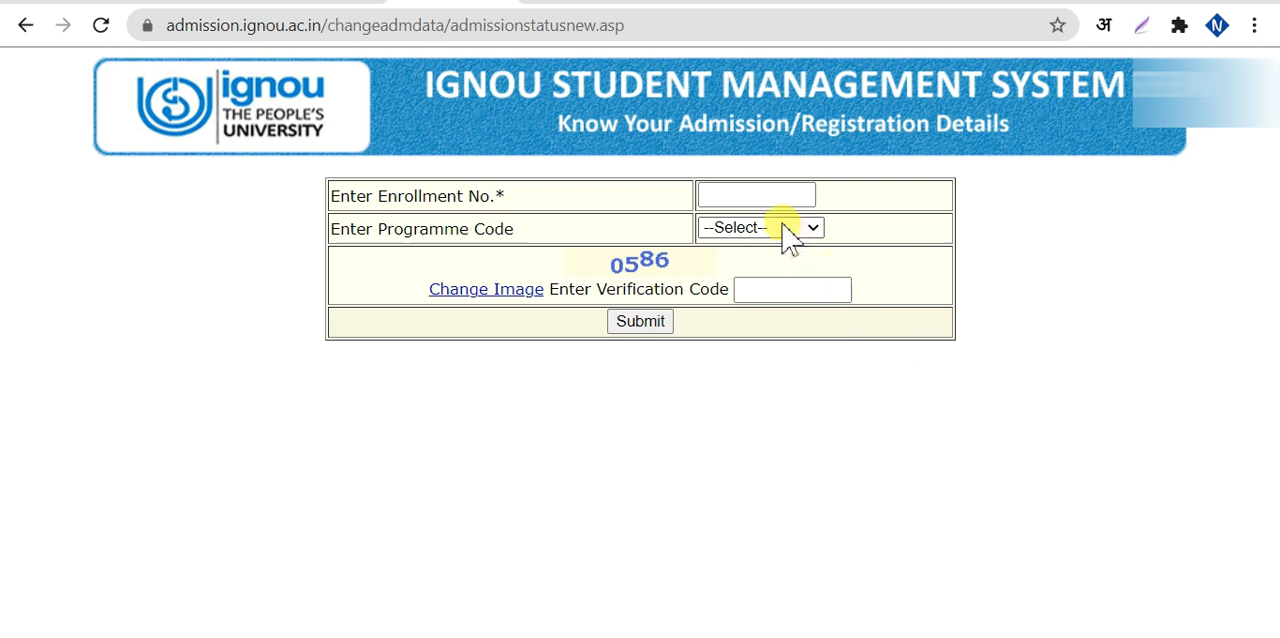 admission.ignou.ac.in/changeadmdata/admissionstatusnew.asp
अ
N
ignou
THE PEOPLE'S
UNIVERSITY
IGNOU STUDENT MANAGEMENT SYSTEM
Know Your Admission/Registration Details
Enter Enrollment No.*
Enter Programme Code
--Select--
0586
Change Image Enter Verification Code
Submit